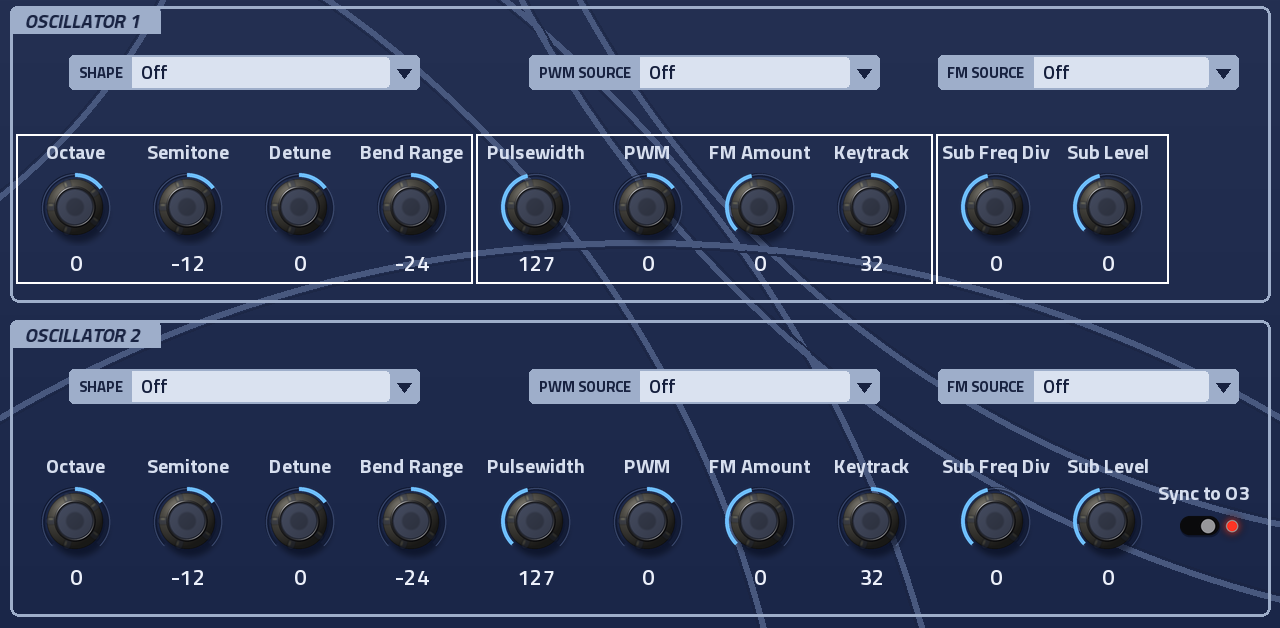 OSCILLATOR 1
SHAPE Off PWM SOURCE Off FM SOURCE Off
Octave Semitone Detune Bend Range Pulsewidth PWM FM Amount Keytrack Sub Freq Div Sub Level
0 -12 0 -24 127 0 0 32 0 0
OSCILLATOR 2
SHAPE Off PWM SOURCE Off FM SOURCE Off
Octave Semitone Detune Bend Range Pulsewidth PWM FM Amount Keytrack Sub Freq Div Sub Level
Sync to O3
0 -12 0 -24 127 0 0 32 0 0